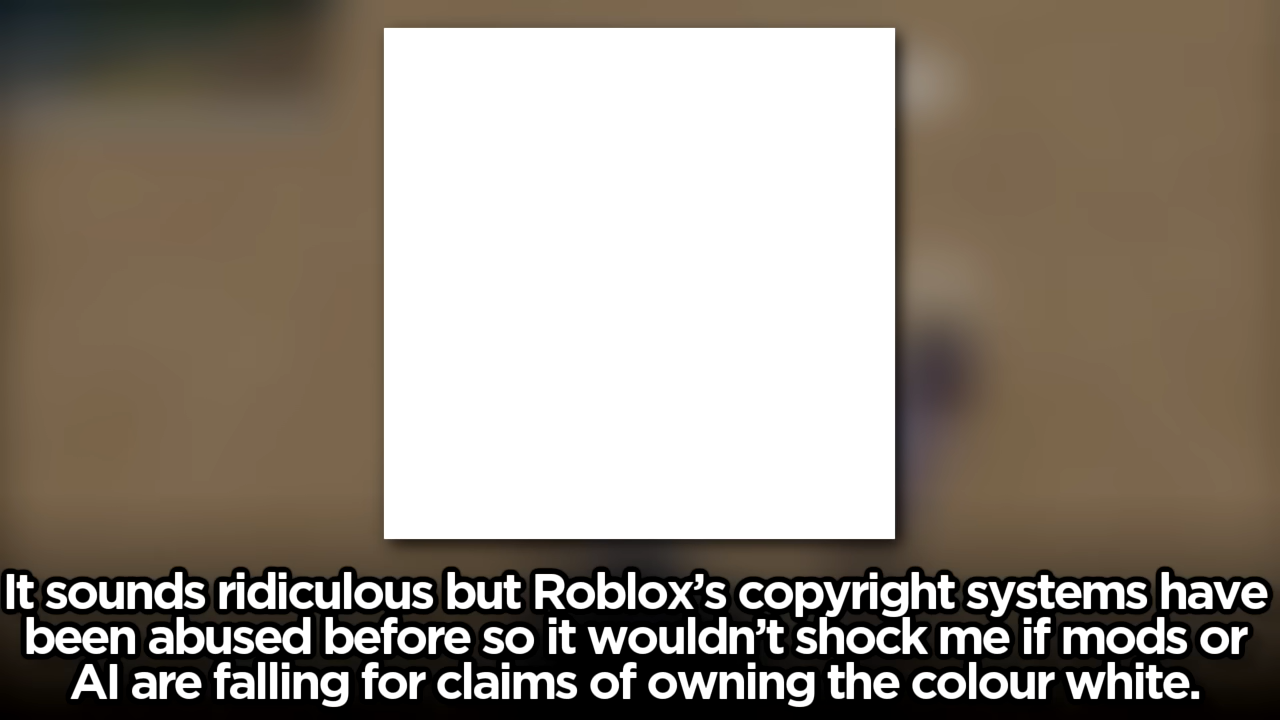 It sounds ridiculous but Roblox’s copyright systems have
been abused before so it wouldn’t shock me if mods or
AI are falling for claims of owning the colour white.